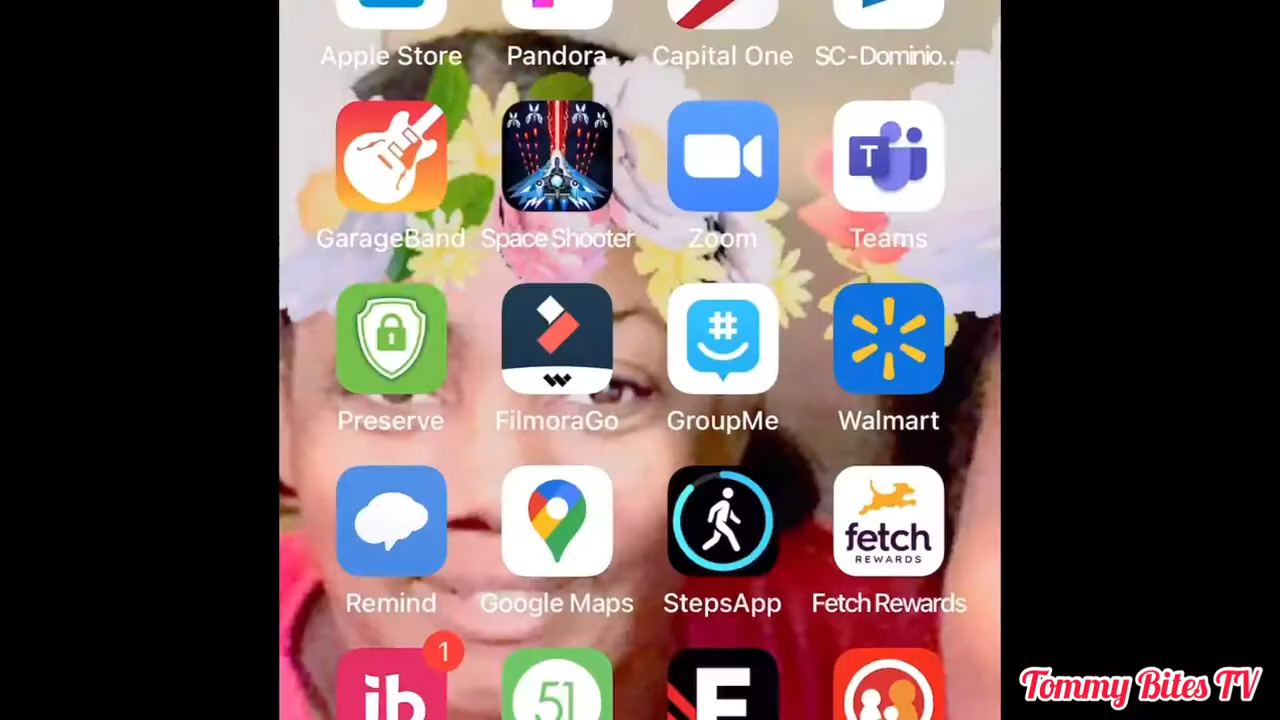 Apple Store Pandora Capital One SC-Dominio...
T
GarageBand Space Shooter Zoom Teams
#
Preserve FilmoraGo GroupMe Walmart
fetch
REWARDS
Remind Google Maps StepsApp Fetch Rewards
1
ib 51 F
Tommy Bites TV